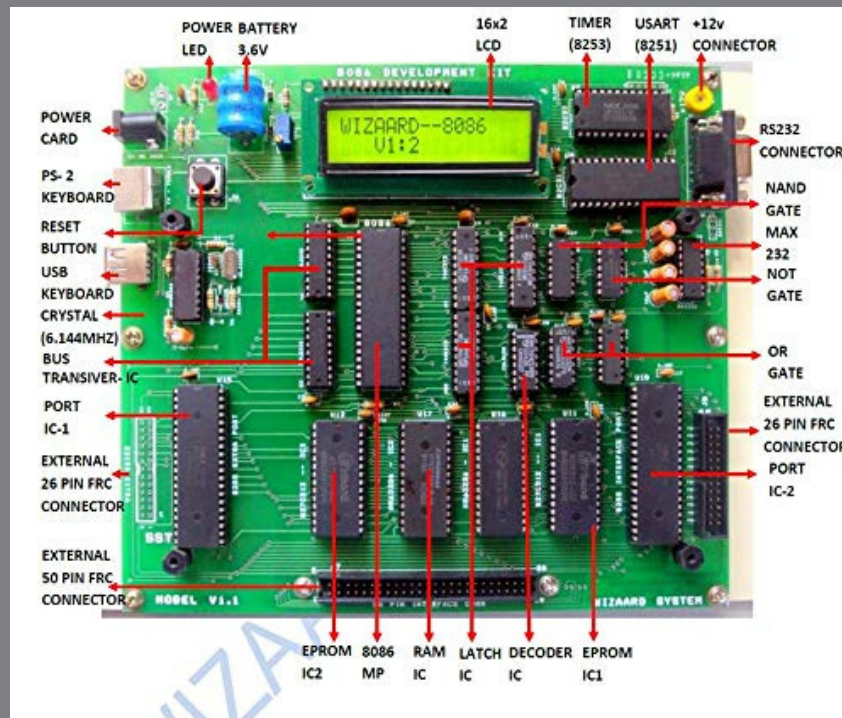 POWER BATTERY
LED 3.6V
16x2
LCD
TIMER
(8253)
USART
(8251)
+12v
CONNECTOR
8086 DEVELOPMENT KIT
WIZAARD--8086
V1:2
POWER
CARD
PS- 2
KEYBOARD
RESET
BUTTON
USB
KEYBOARD
CRYSTAL
(6.144MHZ)
BUS
TRANSIVER- IC
PORT
IC-1
EXTERNAL
26 PIN FRC
CONNECTOR
EXTERNAL
50 PIN FRC
CONNECTOR
RS232
CONNECTOR
NAND
GATE
MAX
232
NOT
GATE
OR
GATE
EXTERNAL
26 PIN FRC
CONNECTOR
PORT
IC-2
8086
U15
U17
MODEL V1.1
WIZAARD SYSTEM
EPROM
IC2
8086
MP
RAM
IC
LATCH
IC
DECODER
IC
EPROM
IC1
WIZAA